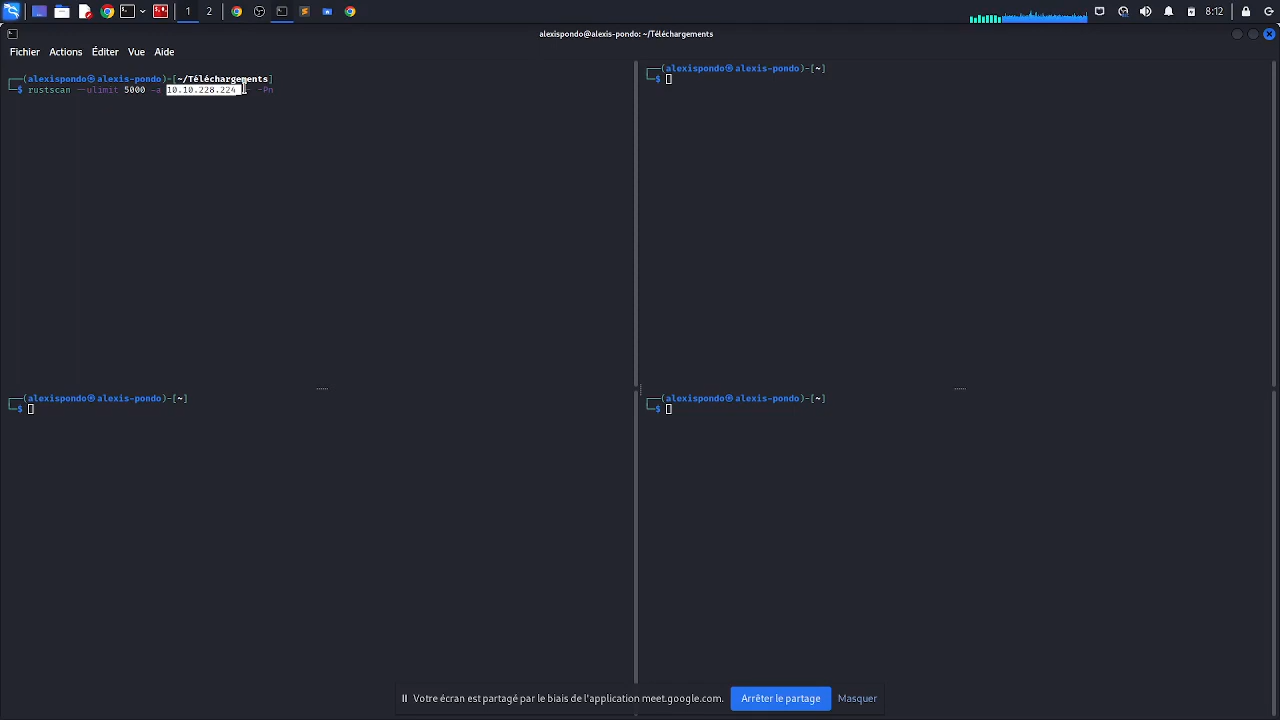 1 2 8:12
alexispondo@alexis-pondo: ~/Téléchargements
Fichier Actions Éditer Vue Aide
┌──(alexispondo㉿alexis-pondo)-[~/Téléchargements]
└─$ rustscan --ulimit 5000 -a 10.10.228.224 -- -Pn
┌──(alexispondo㉿alexis-pondo)-[~]
└─$
┌──(alexispondo㉿alexis-pondo)-[~]
└─$
┌──(alexispondo㉿alexis-pondo)-[~]
└─$
Votre écran est partagé par le biais de l'application meet.google.com. Arrêter le partage Masquer